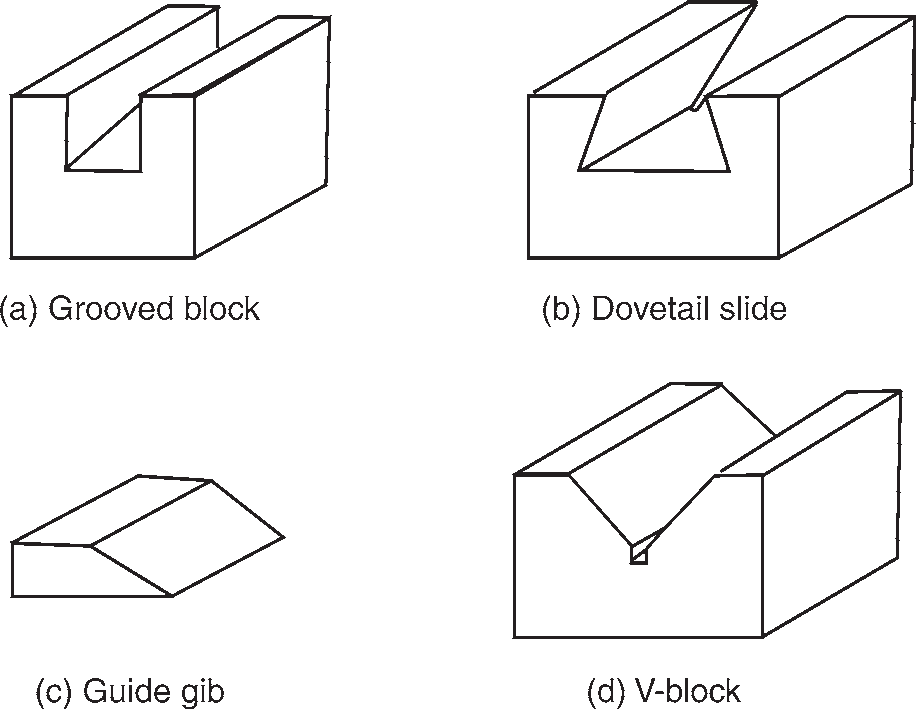 (a) Grooved block
(b) Dovetail slide
(c) Guide gib
(d) V-block